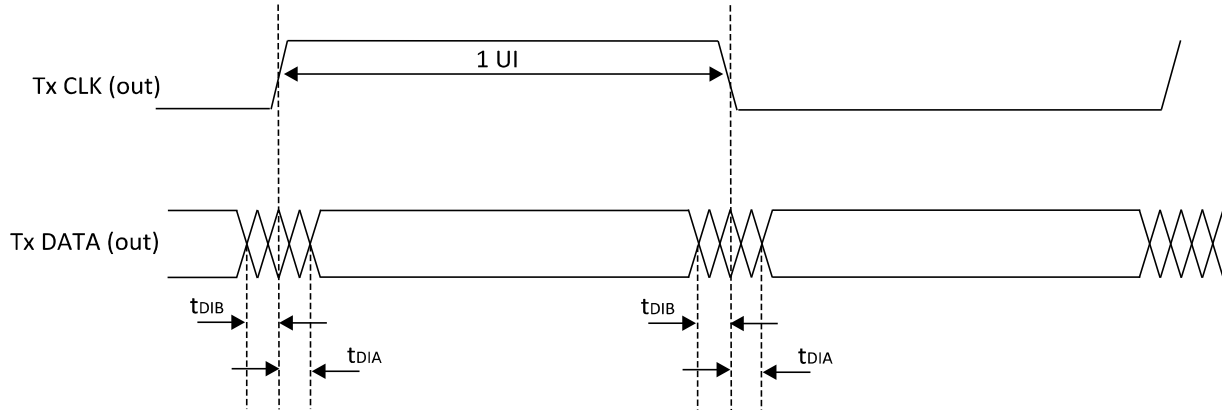 1 UI
Tx CLK (out)
Tx DATA (out)
tDIB
tDIB
tDIA
tDIA